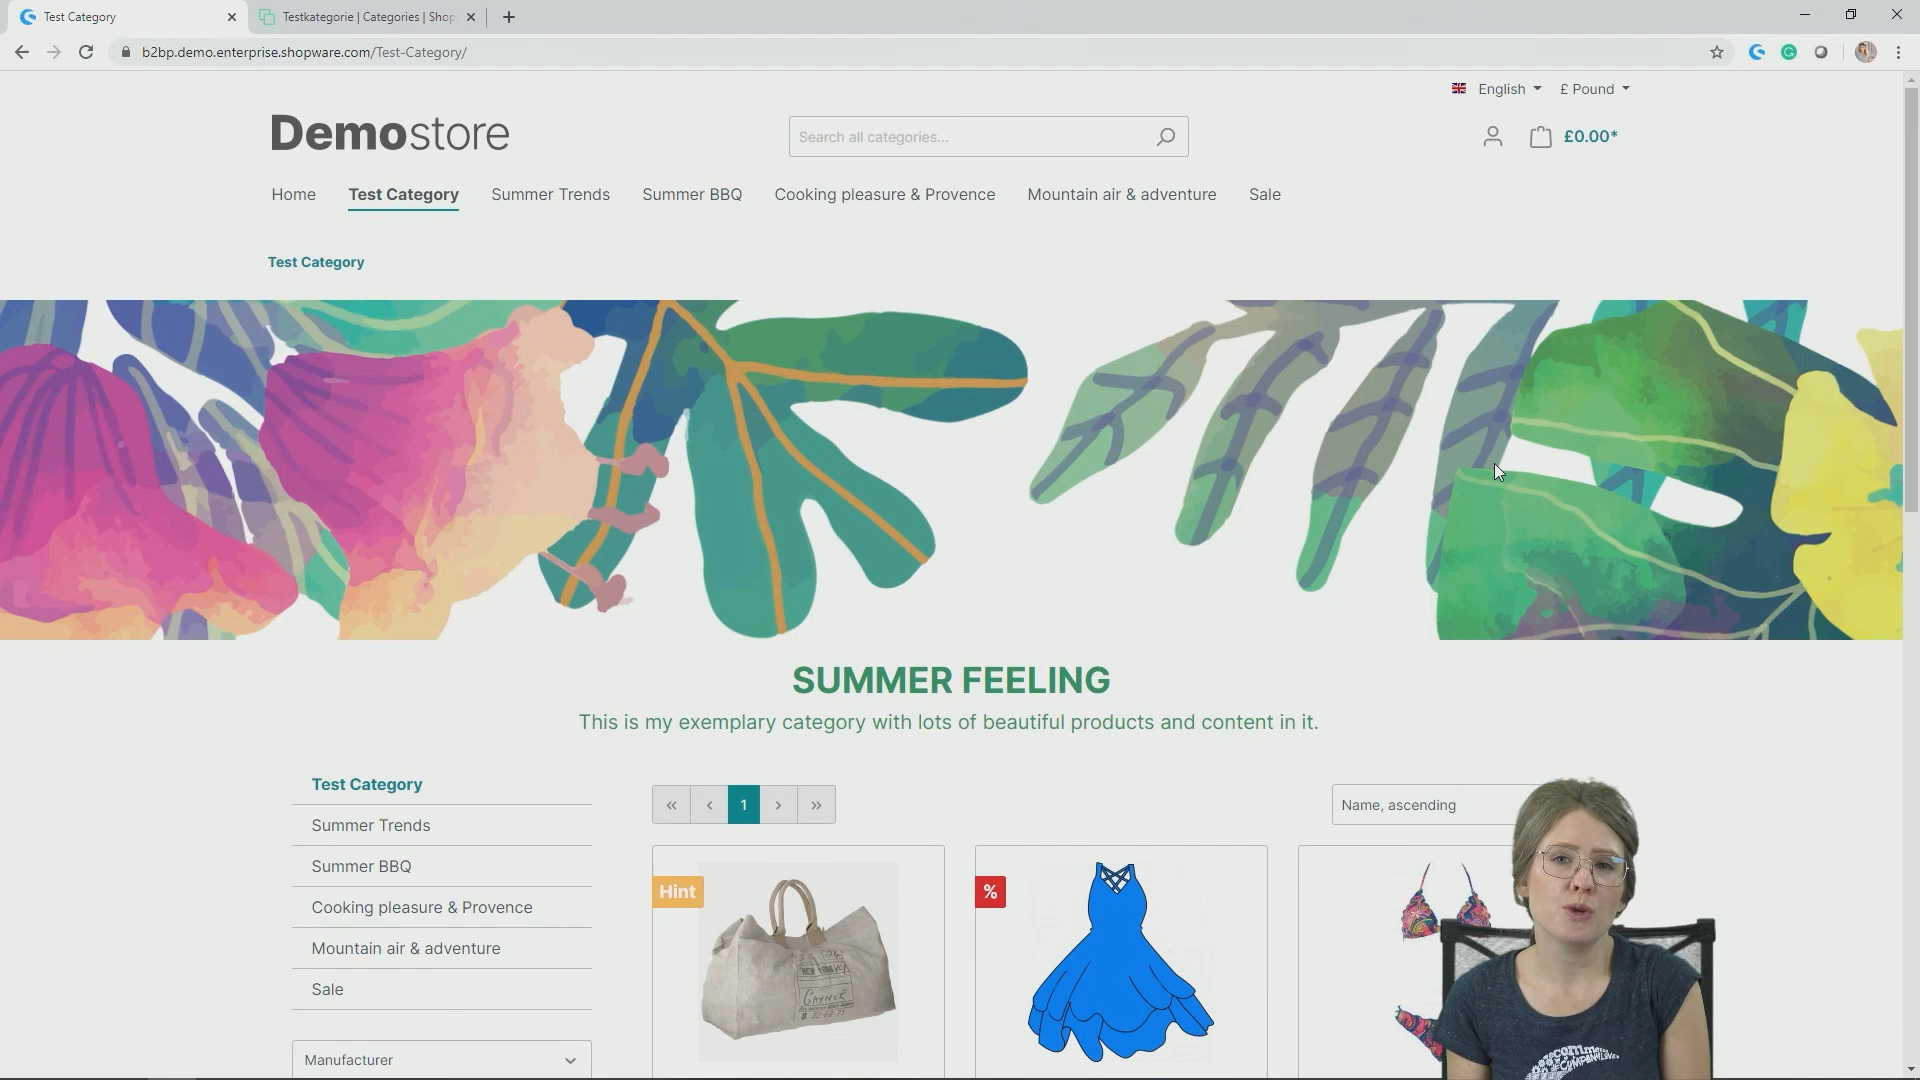 Test Category
Testkategorie | Categories | Shop
b2bp.demo.enterprise.shopware.com/Test-Category/
English
£ Pound
Demostore
Search all categories...
£0.00*
Home
Test Category
Summer Trends
Summer BBQ
Cooking pleasure & Provence
Mountain air & adventure
Sale
Test Category
SUMMER FEELING
This is my exemplary category with lots of beautiful products and content in it.
Test Category
Summer Trends
Summer BBQ
Cooking pleasure & Provence
Mountain air & adventure
Sale
Manufacturer
1
Name, ascending
Hint
%
NEW YORK
GAYNOR